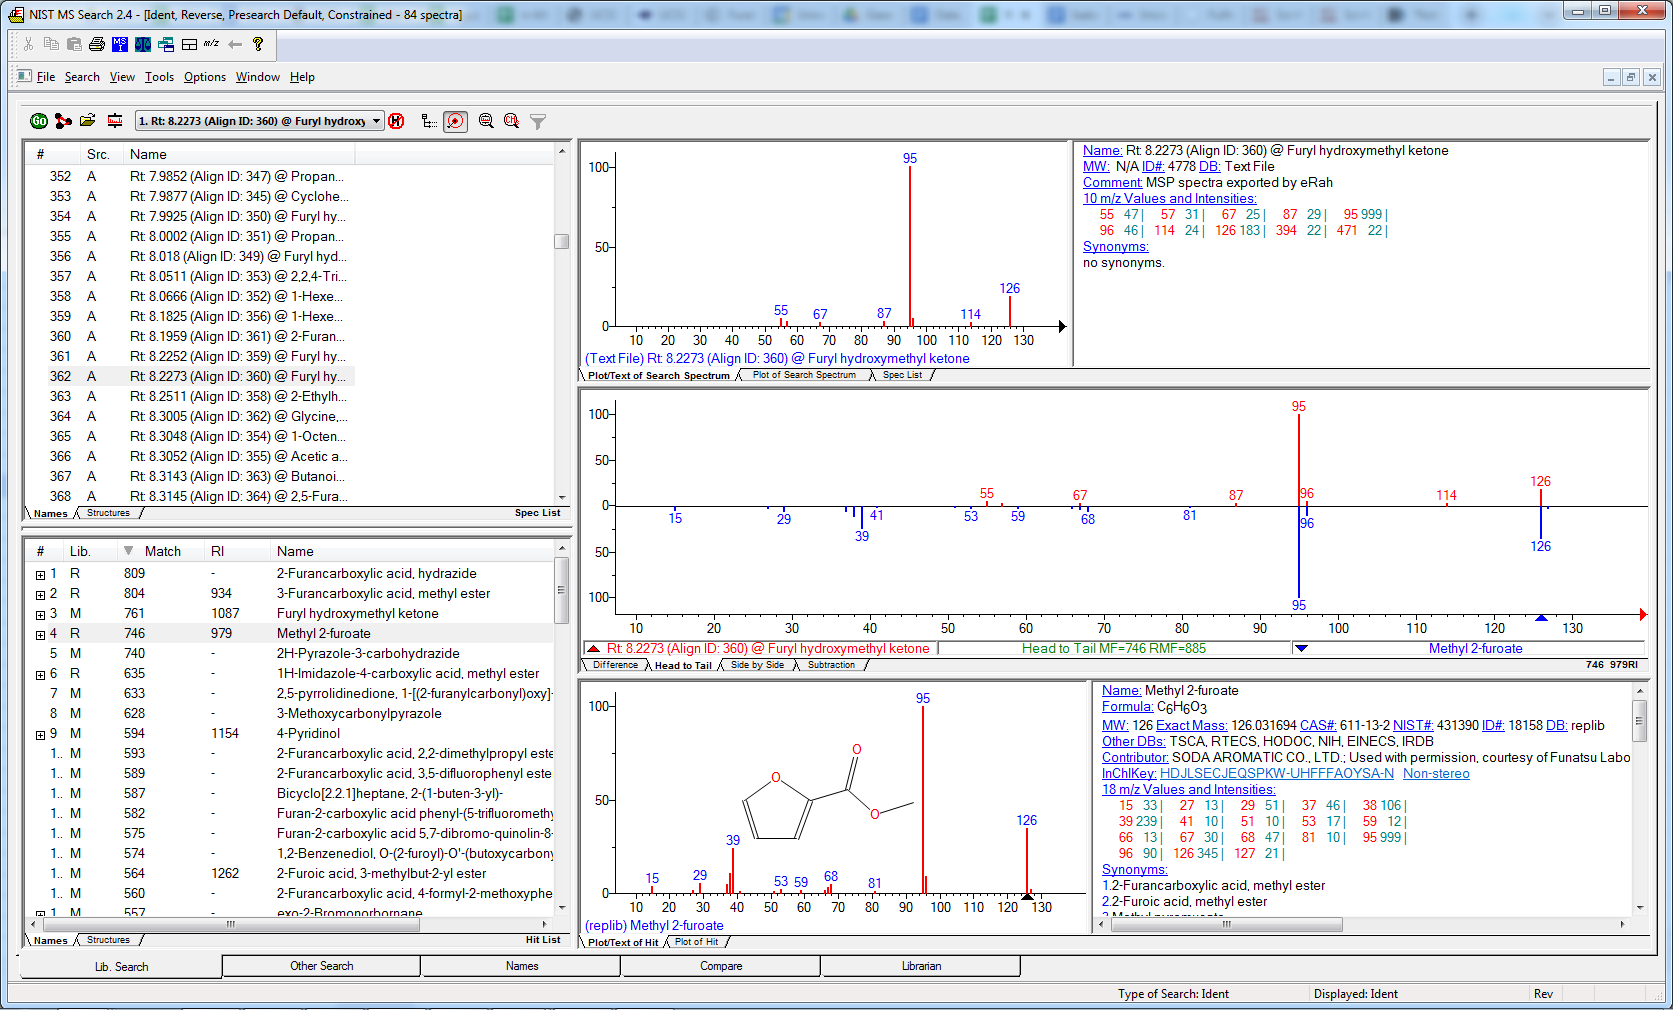 NIST MS Search 2.4 - [Ident, Reverse, Presearch Default, Constrained - 84 spectra]
MS m/z ?
File Search View Tools Options Window Help
GO 1. Rt: 8.2273 (Align ID: 360) @ Furyl hydroxy
# Src. Name
352 A Rt: 7.9852 (Align ID: 347) @ Propan...
353 A Rt: 7.9877 (Align ID: 345) @ Cyclohe...
354 A Rt: 7.9925 (Align ID: 350) @ Furyl hy...
355 A Rt: 8.0002 (Align ID: 351) @ Propan...
356 A Rt: 8.018 (Align ID: 349) @ Furyl hyd...
357 A Rt: 8.0511 (Align ID: 353) @ 2,2,4-Tri...
358 A Rt: 8.0666 (Align ID: 352) @ 1-Hexe...
359 A Rt: 8.1825 (Align ID: 356) @ 1-Hexe...
360 A Rt: 8.1959 (Align ID: 361) @ 2-Furan...
361 A Rt: 8.2252 (Align ID: 359) @ Furyl hy...
362 A Rt: 8.2273 (Align ID: 360) @ Furyl hy...
363 A Rt: 8.2511 (Align ID: 358) @ 2-Ethylh...
364 A Rt: 8.3005 (Align ID: 362) @ Glycine,...
365 A Rt: 8.3048 (Align ID: 354) @ 1-Octen...
366 A Rt: 8.3052 (Align ID: 355) @ Acetic a...
367 A Rt: 8.3143 (Align ID: 363) @ Butanoi...
368 A Rt: 8.3145 (Align ID: 364) @ 2,5-Fura...
Names Structures Spec List
# Lib. Match RI Name
1 R 809 - 2-Furancarboxylic acid, hydrazide
2 R 804 934 3-Furancarboxylic acid, methyl ester
3 M 761 1087 Furyl hydroxymethyl ketone
4 R 746 979 Methyl 2-furoate
5 M 740 - 2H-Pyrazole-3-carbohydrazide
6 R 635 - 1H-Imidazole-4-carboxylic acid, methyl ester
7 M 633 - 2,5-pyrrolidinedione, 1-[(2-furanylcarbonyl)oxy]-
8 M 628 - 3-Methoxycarbonylpyrazole
9 M 594 1154 4-Pyridinol
1.. M 593 - 2-Furancarboxylic acid, 2,2-dimethylpropyl este
1.. M 589 - 2-Furancarboxylic acid, 3,5-difluorophenyl este
1.. M 587 - Bicyclo[2.2.1]heptane, 2-(1-buten-3-yl)-
1.. M 582 - Furan-2-carboxylic acid phenyl-(5-trifluoromethy
1.. M 575 - Furan-2-carboxylic acid 5,7-dibromo-quinolin-8-
1.. M 574 - 1,2-Benzenediol, O-(2-furoyl)-O'-(butoxycarbony
1.. M 564 1262 2-Furoic acid, 3-methylbut-2-yl ester
1.. M 560 - 2-Furancarboxylic acid, 4-formyl-2-methoxyphe
1.. M 557 - exo-2-Bromonorbornane
Names Structures Hit List
100 50 0
95 126 55 67 87 114
10 20 30 40 50 60 70 80 90 100 110 120 130
(Text File) Rt: 8.2273 (Align ID: 360) @ Furyl hydroxymethyl ketone
Plot/Text of Search Spectrum Plot of Search Spectrum Spec List
Name: Rt: 8.2273 (Align ID: 360) @ Furyl hydroxymethyl ketone
MW: N/A ID#: 4778 DB: Text File
Comment: MSP spectra exported by eRah
10 m/z Values and Intensities:
55 47 | 57 31 | 67 25 | 87 29 | 95 999 |
96 46 | 114 24 | 126 183 | 394 22 | 471 22 |
Synonyms:
no synonyms.
100 50 0 50 100
95
55 67 87 96 114 126
15 29 39 41 53 59 68 81 96 126
95
10 20 30 40 50 60 70 80 90 100 110 120 130
Rt: 8.2273 (Align ID: 360) @ Furyl hydroxymethyl ketone Head to Tail MF=746 RMF=885 Methyl 2-furoate
Difference Head to Tail Side by Side Subtraction 746 979RI
100 50 0
95 126 39 15 29 53 59 68 81
O O O
10 20 30 40 50 60 70 80 90 100 110 120 130
(replib) Methyl 2-furoate
Plot/Text of Hit Plot of Hit
Name: Methyl 2-furoate
Formula: C6H6O3
MW: 126 Exact Mass: 126.031694 CAS#: 611-13-2 NIST#: 431390 ID#: 18158 DB: replib
Other DBs: TSCA, RTECS, HODOC, NIH, EINECS, IRDB
Contributor: SODA AROMATIC CO., LTD.; Used with permission, courtesy of Funatsu Labo
InChIKey: HDJLSECJEQSPKW-UHFFFAOYSA-N Non-stereo
18 m/z Values and Intensities:
15 33 | 27 13 | 29 51 | 37 46 | 38 106 |
39 239 | 41 10 | 51 10 | 53 17 | 59 12 |
66 13 | 67 30 | 68 47 | 81 10 | 95 999 |
96 90 | 126 345 | 127 21 |
Synonyms:
1.2-Furancarboxylic acid, methyl ester
2.2-Furoic acid, methyl ester
3.Methyl pyromucate
Lib. Search Other Search Names Compare Librarian
Type of Search: Ident Displayed: Ident Rev